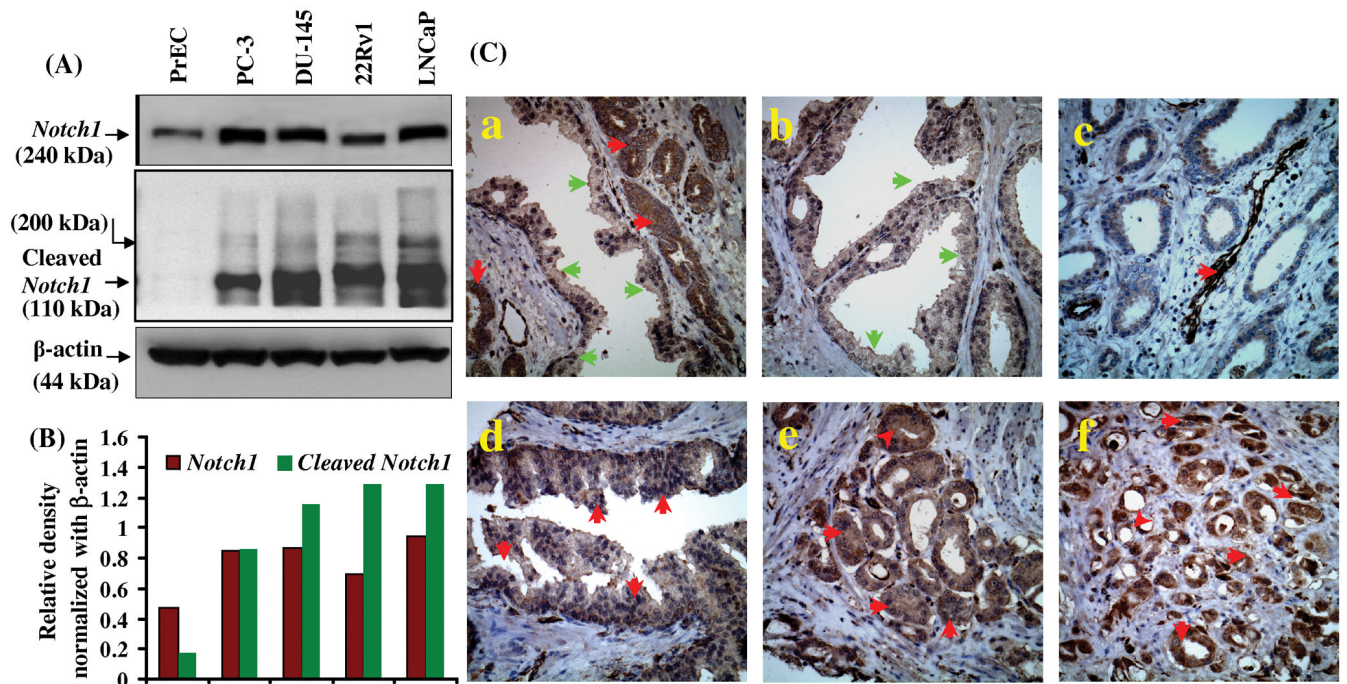 (A)
PrEC
PC-3
DU-145
22Rv1
LNCaP
Notch1
(240 kDa)
(200 kDa)
Cleaved
Notch1
(110 kDa)
β-actin
(44 kDa)
(B)
Relative density
normalized with β-actin
1.6
1.4
1.2
1
0.8
0.6
0.4
0.2
0
Notch1
Cleaved Notch1
(C)
a
b
c
d
e
f